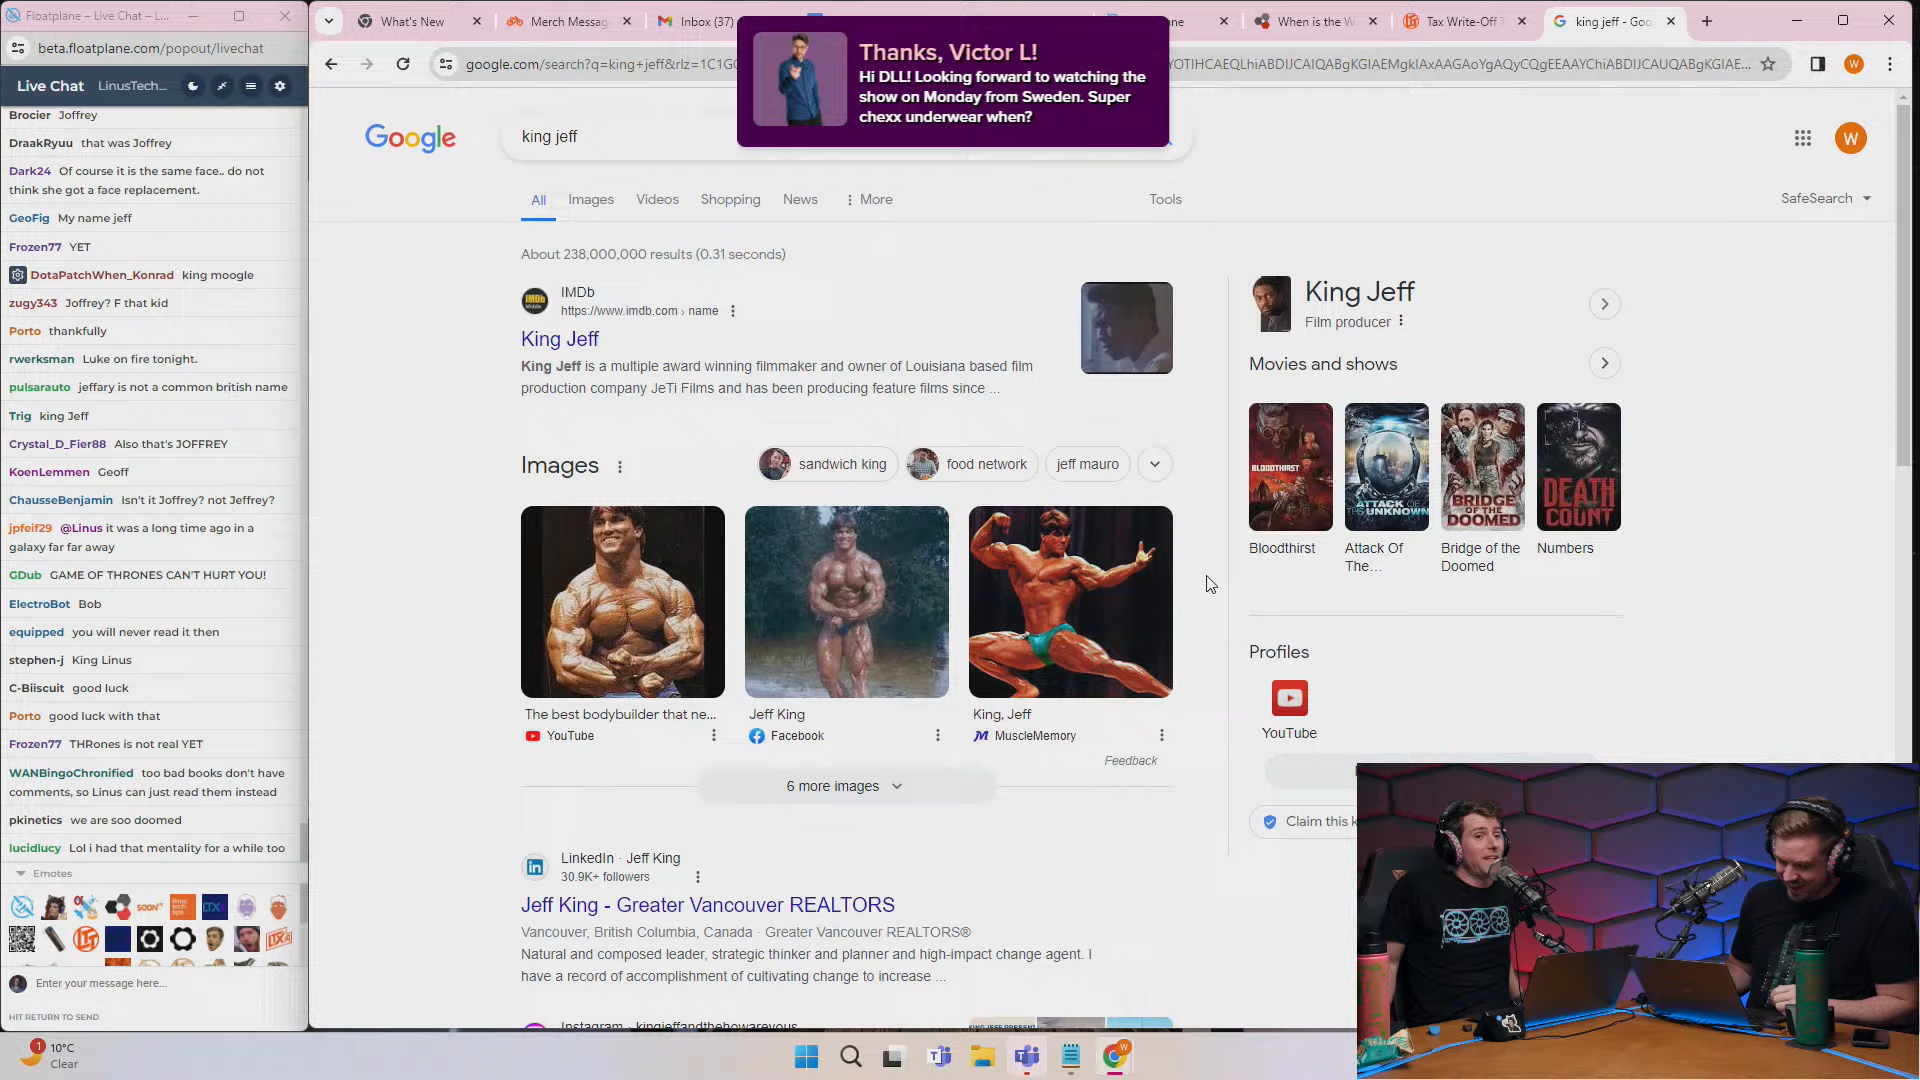 Floatplane – Live Chat – L...
beta.floatplane.com/popout/livechat
Live Chat LinusTech...
Brocier Joffrey
DraakRyuu that was Joffrey
Dark24 Of course it is the same face.. do not
think she got a face replacement.
GeoFig My name jeff
Frozen77 YET
DotaPatchWhen_Konrad king moogle
zugy343 Joffrey? F that kid
Porto thankfully
rwerksman Luke on fire tonight.
pulsarauto jeffary is not a common british name
Trig king Jeff
Crystal_D_Fier88 Also that's JOFFREY
KoenLemmen Geoff
ChausseBenjamin Isn't it Joffrey? not Jeffrey?
jpfeif29 @Linus it was a long time ago in a
galaxy far far away
GDub GAME OF THRONES CAN'T HURT YOU!
ElectroBot Bob
equipped you will never read it then
stephen-j King Linus
C-Biiscuit good luck
Porto good luck with that
Frozen77 THRones is not real YET
WANBingoChronified too bad books don't have
comments, so Linus can just read them instead
pkinetics we are soo doomed
lucidlucy Lol i had that mentality for a while too
Emotes
SOON
LTX
Enter your message here...
HIT RETURN TO SEND
What's New
Merch Messag
Inbox (37)
When is the W
Tax Write-Off T
king jeff - Goo
google.com/search?q=king+jeff&rlz=1C1G
W
Thanks, Victor L!
Hi DLL! Looking forward to watching the
show on Monday from Sweden. Super
chexx underwear when?
Google
king jeff
W
All Images Videos Shopping News More Tools
SafeSearch
About 238,000,000 results (0.31 seconds)
IMDb
https://www.imdb.com › name
King Jeff
King Jeff is a multiple award winning filmmaker and owner of Louisiana based film
production company JeTi Films and has been producing feature films since ...
Images
sandwich king
food network
jeff mauro
The best bodybuilder that ne...
YouTube
Jeff King
Facebook
King, Jeff
MuscleMemory
Feedback
6 more images
LinkedIn · Jeff King
30.9K+ followers
Jeff King - Greater Vancouver REALTORS
Vancouver, British Columbia, Canada · Greater Vancouver REALTORS®
Natural and composed leader, strategic thinker and planner and high-impact change agent. I
have a record of accomplishment of cultivating change to increase ...
Instagram · kingjeffandthehowareyous
King Jeff
Film producer
Movies and shows
BLOODTHIRST
ATTACK OF
THE UNKNOWN
BRIDGE OF
THE DOOMED
DEATH
COUNT
Bloodthirst
Attack Of
The...
Bridge of the
Doomed
Numbers
Profiles
YouTube
Claim this k
1
10°C
Clear
W